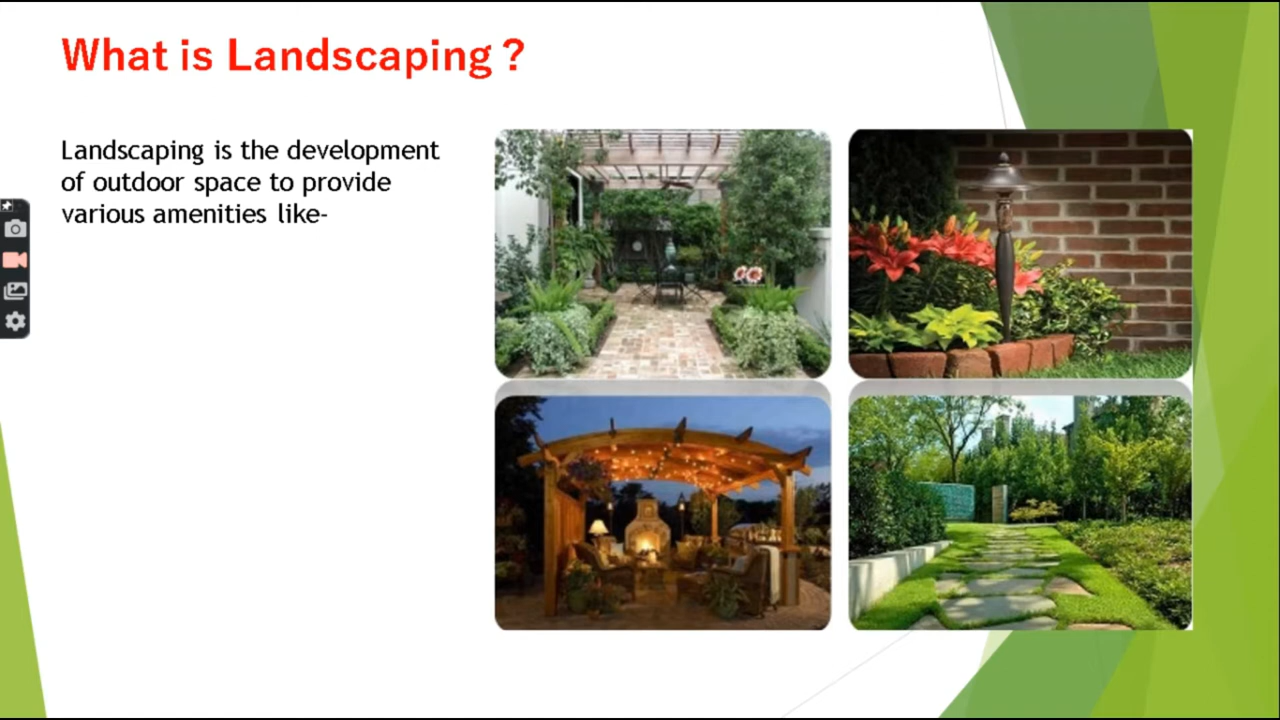 What is Landscaping ?
Landscaping is the development
of outdoor space to provide
various amenities like-